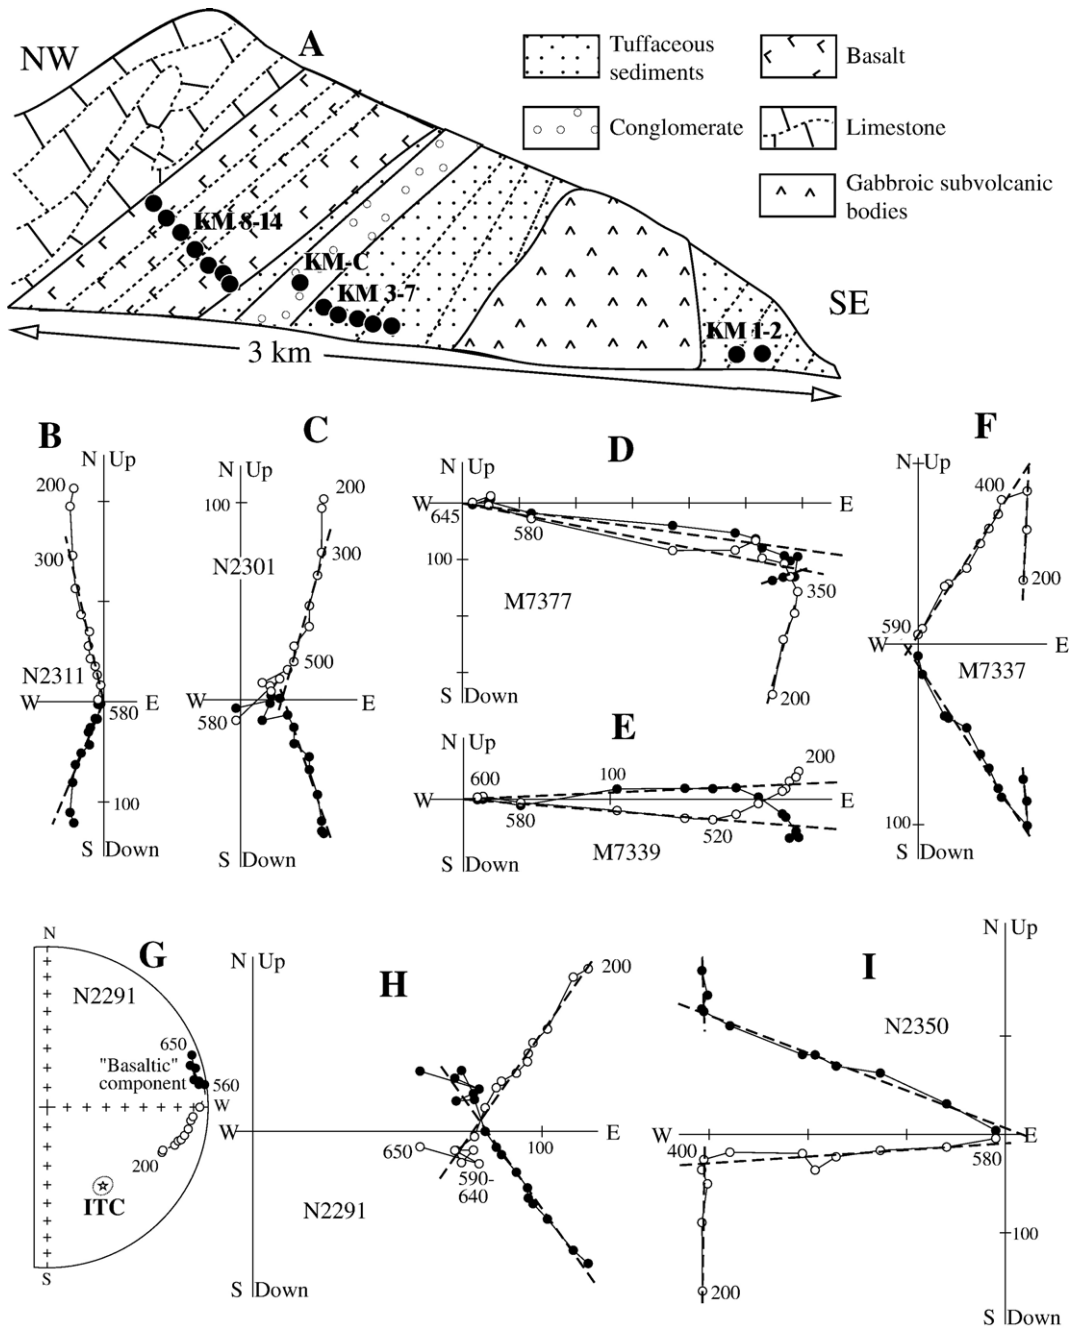 NW
A
Tuffaceous
sediments
Basalt
Conglomerate
Limestone
Gabbroic subvolcanic
bodies
KM 8-14
KM-C
KM 3-7
SE
KM 1-2
3 km
B
N Up
200
300
N2311
W E
580
100
S Down
C
N Up
100
200
N2301
300
500
W E
580
S Down
D
N Up
W E
645
580
100
350
M7377
200
S Down
E
N Up
200
600
100
W E
580
520
M7339
S Down
F
N Up
400
200
590
W E
M7337
100
S Down
G
N
N2291
650
"Basaltic"
component
560
W
200
ITC
S
H
N Up
200
W E
650
100
590-
640
N2291
S Down
I
N Up
N2350
W E
400
580
100
200
S Down